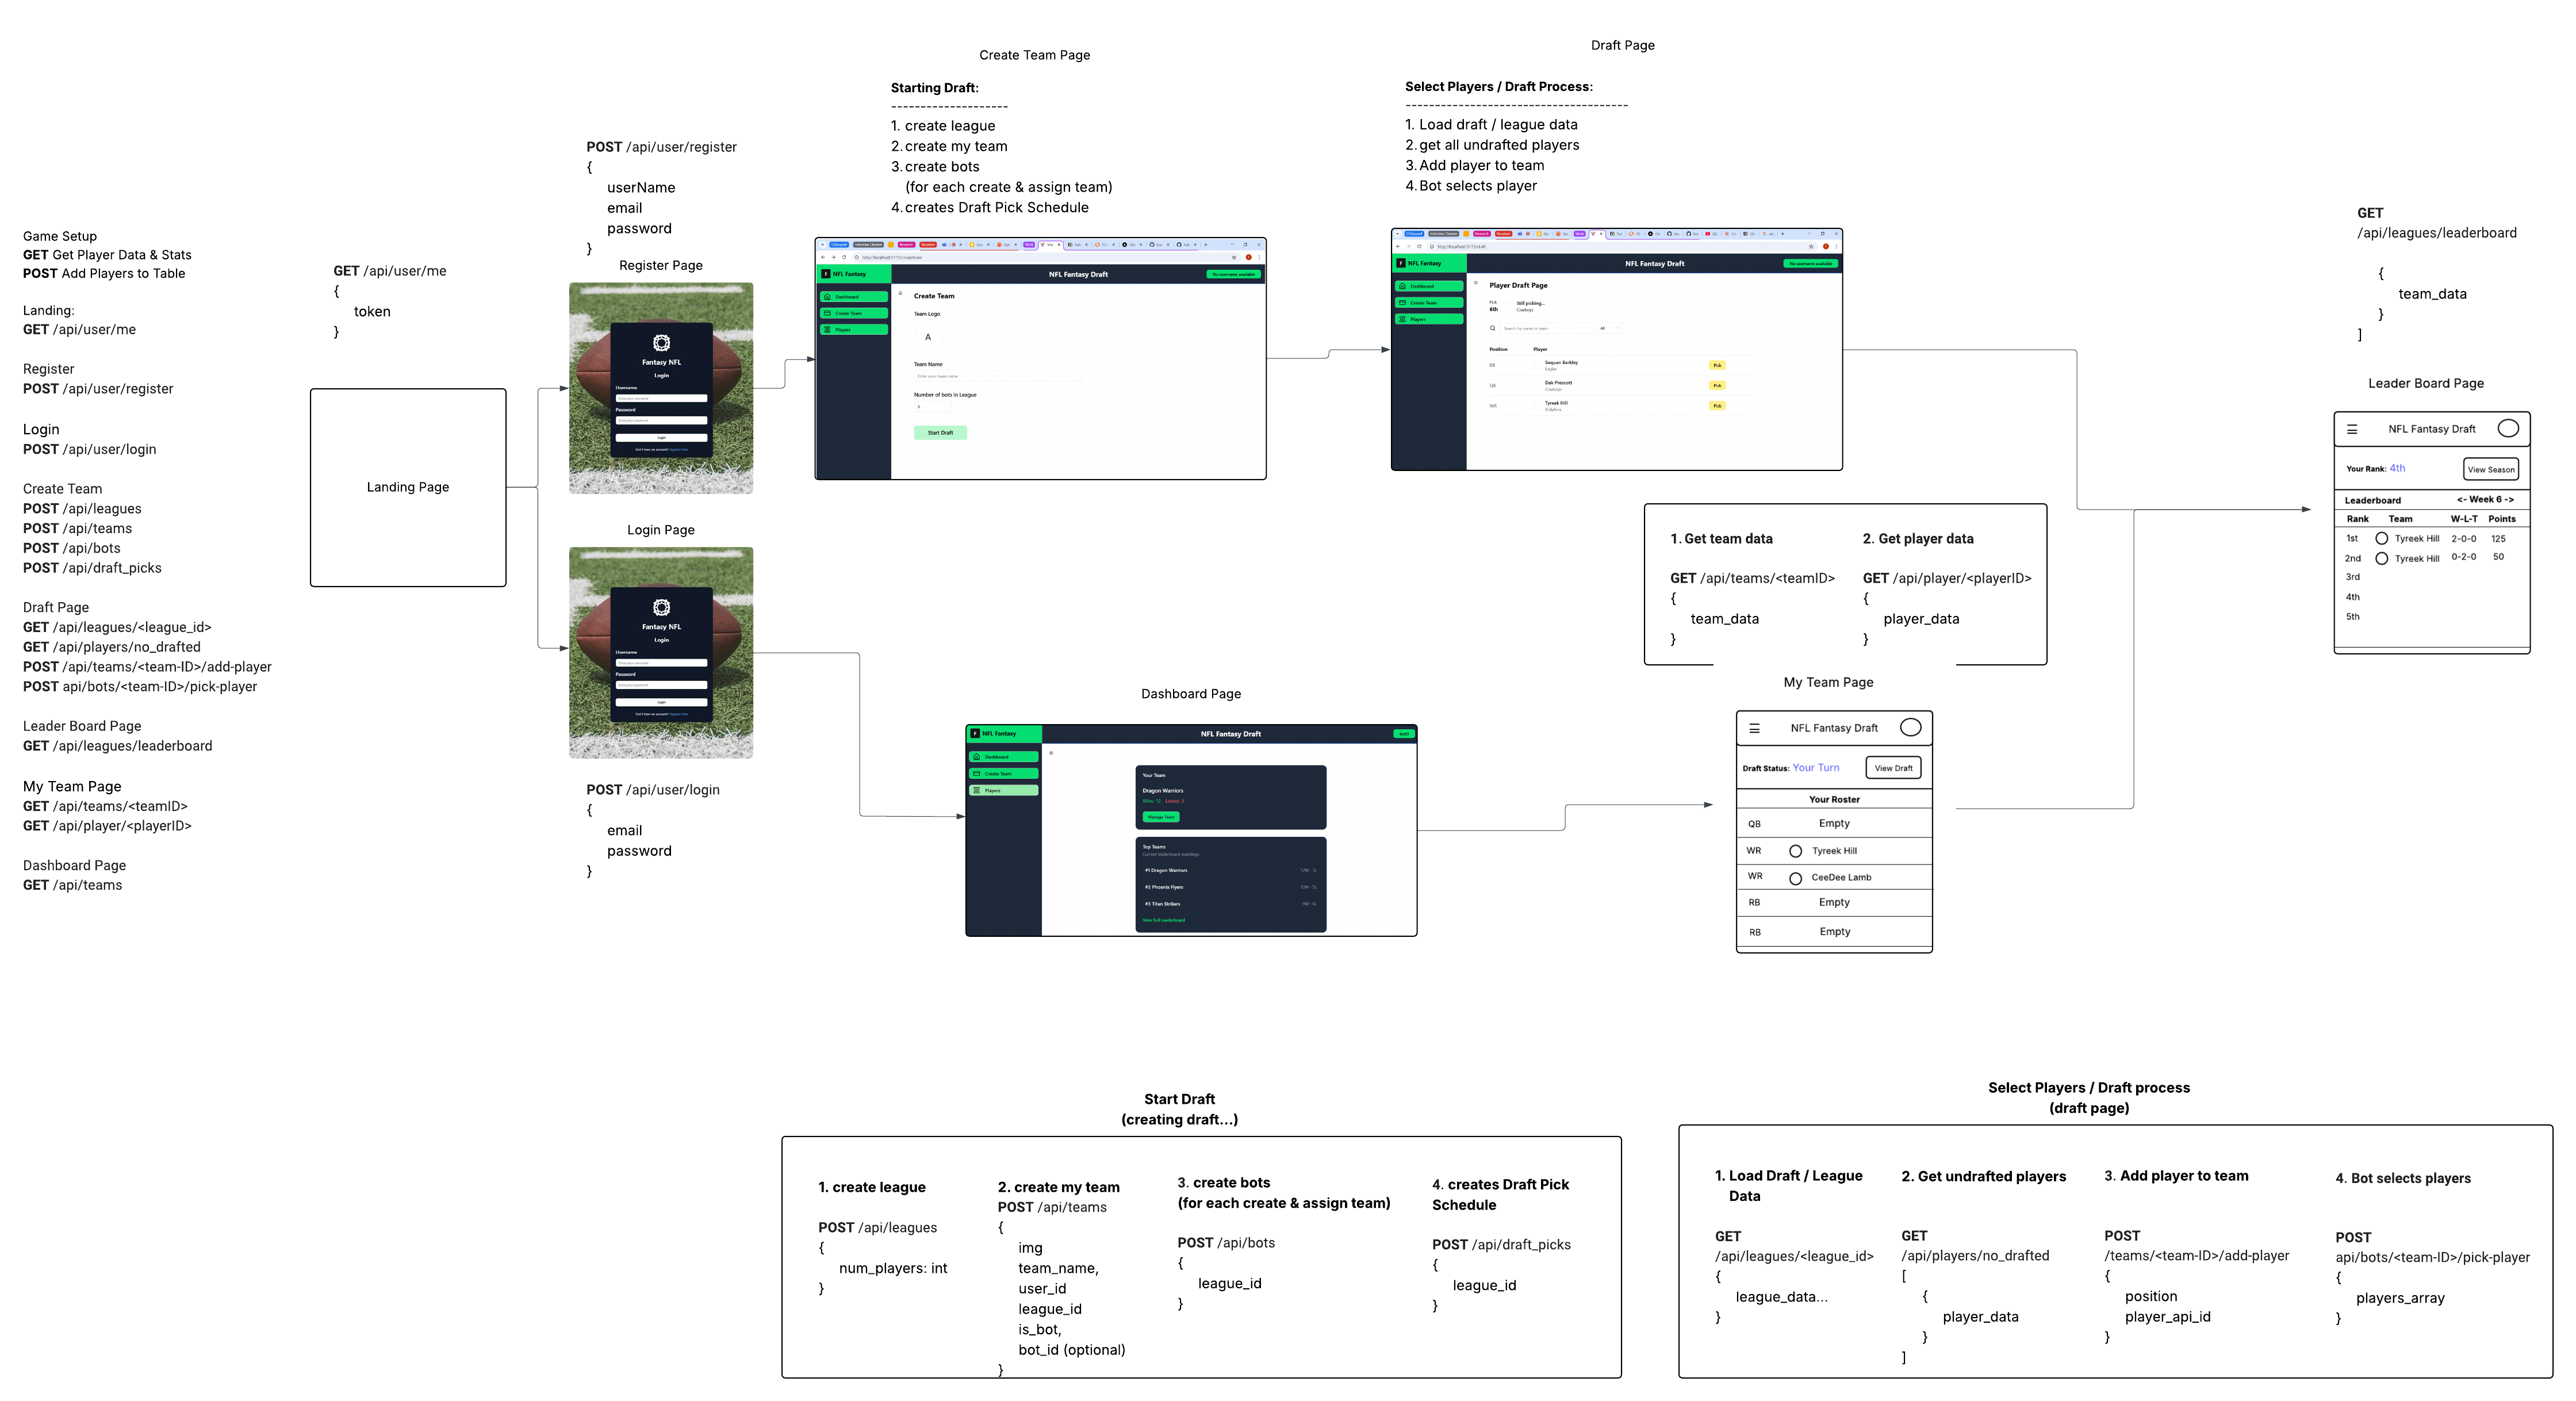 Game Setup
GET Get Player Data & Stats
POST Add Players to Table
Landing:
GET /api/user/me
Register
POST /api/user/register
Login
POST /api/user/login
Create Team
POST /api/leagues
POST /api/teams
POST /api/bots
POST /api/draft_picks
Draft Page
GET /api/leagues/<league_id>
GET /api/players/no_drafted
POST /api/teams/<team-ID>/add-player
POST api/bots/<team-ID>/pick-player
Leader Board Page
GET /api/leagues/leaderboard
My Team Page
GET /api/teams/<teamID>
GET /api/player/<playerID>
Dashboard Page
GET /api/teams
GET /api/user/me
{
token
}
Landing Page
POST /api/user/register
{
userName
email
password
}
Register Page
Fantasy NFL
Login
Username
Enter your username
Password
Enter your password
Login
Don't have an account? Register here
Login Page
Fantasy NFL
Login
Username
Enter your username
Password
Enter your password
Login
Don't have an account? Register here
POST /api/user/login
{
email
password
}
Create Team Page
Starting Draft:
--------------------
1. create league
2. create my team
3. create bots
(for each create & assign team)
4. creates Draft Pick Schedule
NFL Fantasy
NFL Fantasy Draft
No username available
Dashboard
Create Team
Players
Create Team
Team Logo
A
Team Name
Enter your team name
Number of bots in League
Start Draft
Draft Page
Select Players / Draft Process:
--------------------------------------
1. Load draft / league data
2. get all undrafted players
3. Add player to team
4. Bot selects player
NFL Fantasy
NFL Fantasy Draft
No username available
Dashboard
Create Team
Players
Player Draft Page
Pick
6th
Still picking...
Cowboys
Search by name or team
All
Position Player
RB Saquan Barkley Pick
Eagles
QB Dak Prescott Pick
Cowboys
WR Tyreek Hill Pick
Dolphins
Dashboard Page
NFL Fantasy
NFL Fantasy Draft
test3
Dashboard
Create Team
Players
Your Team
Dragon Warriors
Wins: 12 Losses: 3
Manage Team
Top Teams
Current leaderboard standings
#1 Dragon Warriors
#2 Phoenix Flyers
#3 Titan Strikers
View Full Leaderboard
1. Get team data
GET /api/teams/<teamID>
{
team_data
}
2. Get player data
GET /api/player/<playerID>
{
player_data
}
My Team Page
NFL Fantasy Draft
Draft Status: Your Turn
View Draft
Your Roster
QB Empty
WR Tyreek Hill
WR CeeDee Lamb
RB Empty
RB Empty
GET
/api/leagues/leaderboard
{
team_data
}
]
Leader Board Page
NFL Fantasy Draft
Your Rank: 4th
View Season
Leaderboard <- Week 6 ->
Rank Team W-L-T Points
1st Tyreek Hill 2-0-0 125
2nd Tyreek Hill 0-2-0 50
3rd
4th
5th
Start Draft
(creating draft...)
1. create league
POST /api/leagues
{
num_players: int
}
2. create my team
POST /api/teams
{
img
team_name,
user_id
league_id
is_bot,
bot_id (optional)
}
3. create bots
(for each create & assign team)
POST /api/bots
{
league_id
}
4. creates Draft Pick
Schedule
POST /api/draft_picks
{
league_id
}
Select Players / Draft process
(draft page)
1. Load Draft / League
Data
GET
/api/leagues/<league_id>
{
league_data...
}
2. Get undrafted players
GET
/api/players/no_drafted
[
{
player_data
}
]
3. Add player to team
POST
/teams/<team-ID>/add-player
{
position
player_api_id
}
4. Bot selects players
POST
api/bots/<team-ID>/pick-player
{
players_array
}